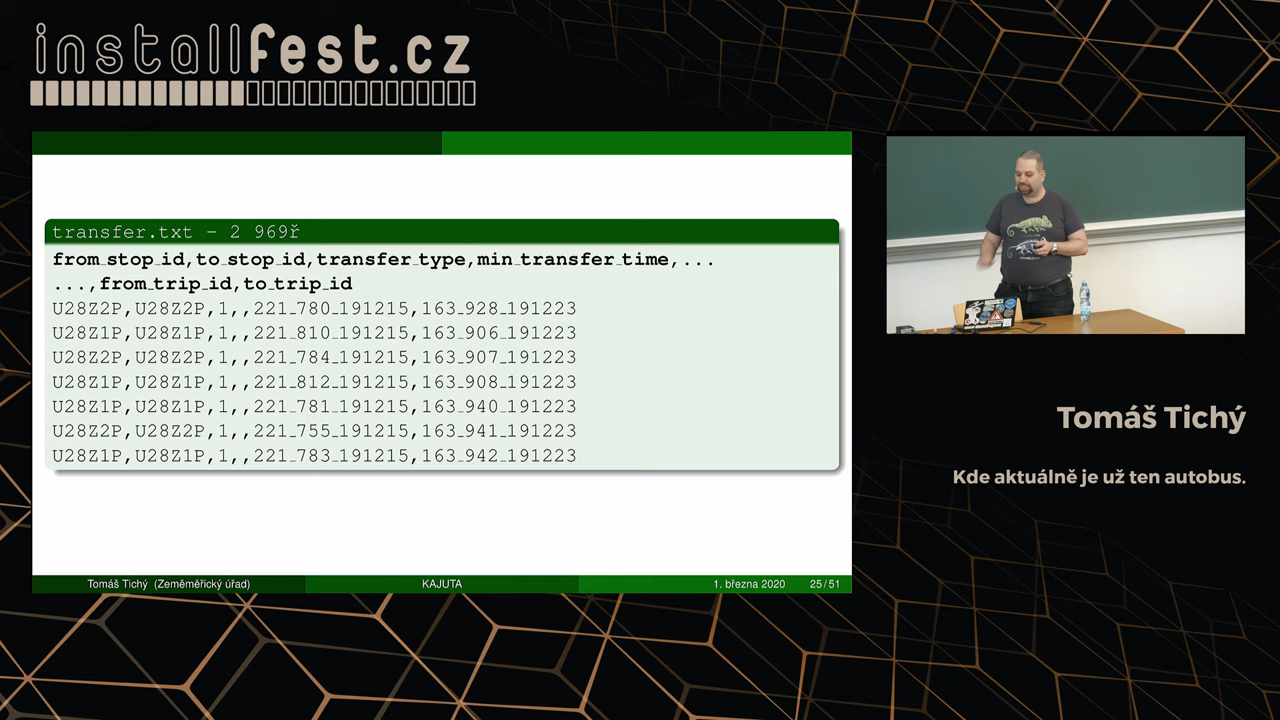 installfest.cz
transfer.txt - 2 969ř
from_stop_id,to_stop_id,transfer_type,min_transfer_time,...
...,from_trip_id,to_trip_id
U28Z2P,U28Z2P,1,,221_780_191215,163_928_191223
U28Z1P,U28Z1P,1,,221_810_191215,163_906_191223
U28Z2P,U28Z2P,1,,221_784_191215,163_907_191223
U28Z1P,U28Z1P,1,,221_812_191215,163_908_191223
U28Z1P,U28Z1P,1,,221_781_191215,163_940_191223
U28Z2P,U28Z2P,1,,221_755_191215,163_941_191223
U28Z1P,U28Z1P,1,,221_783_191215,163_942_191223
Tomáš Tichý (Zeměměřický úřad)
KAJUTA
1. března 2020 25/51
Tomáš Tichý
Kde aktuálně je už ten autobus.